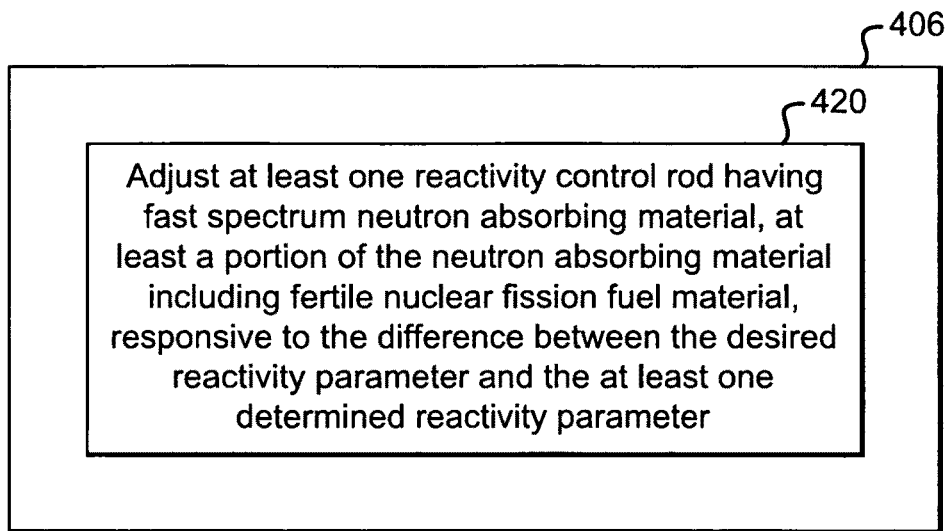 406
420
Adjust at least one reactivity control rod having
fast spectrum neutron absorbing material, at
least a portion of the neutron absorbing material
including fertile nuclear fission fuel material,
responsive to the difference between the desired
reactivity parameter and the at least one
determined reactivity parameter